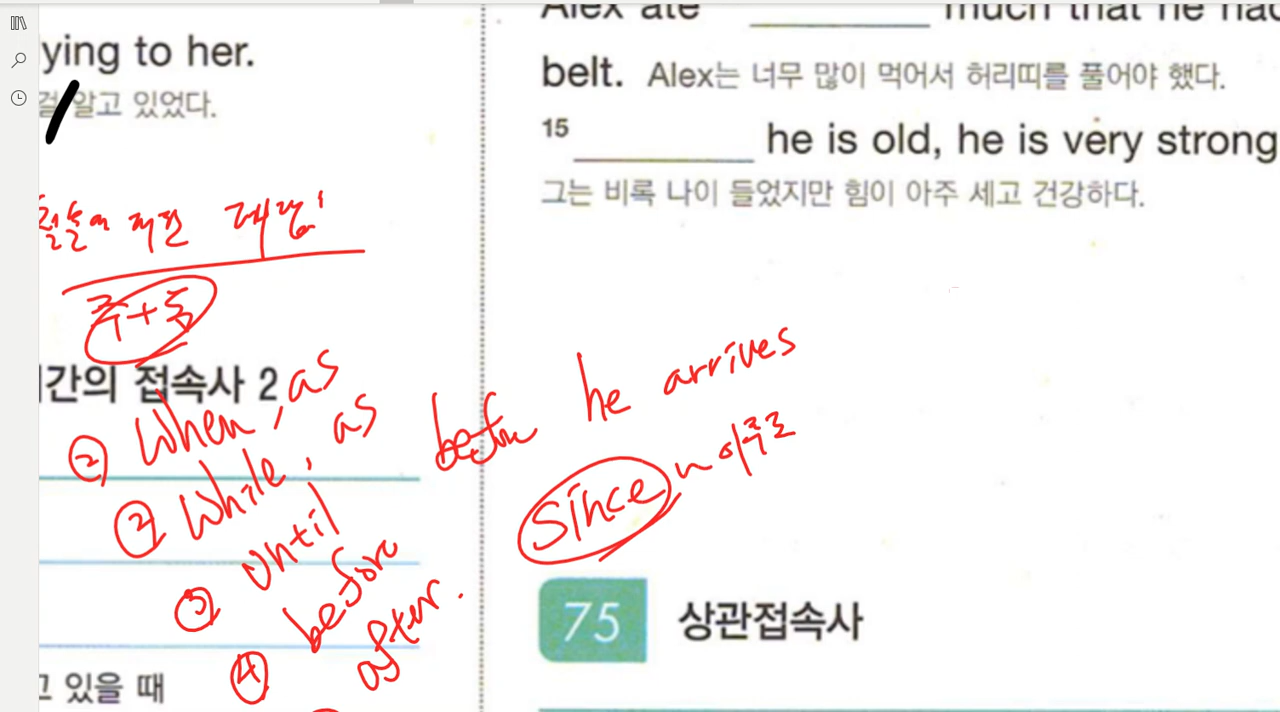 ying to her.
걸 알고 있었다.
주+동
간의 접속사 2
② when, as
② while, as
③ until
④ before
after.
고 있을 때
Alex ate ________ much that he had
belt. Alex는 너무 많이 먹어서 허리띠를 풀어야 했다.
15 ________ he is old, he is very strong
그는 비록 나이 들었지만 힘이 아주 세고 건강하다.
before he arrives
since ~이후로
75 상관접속사